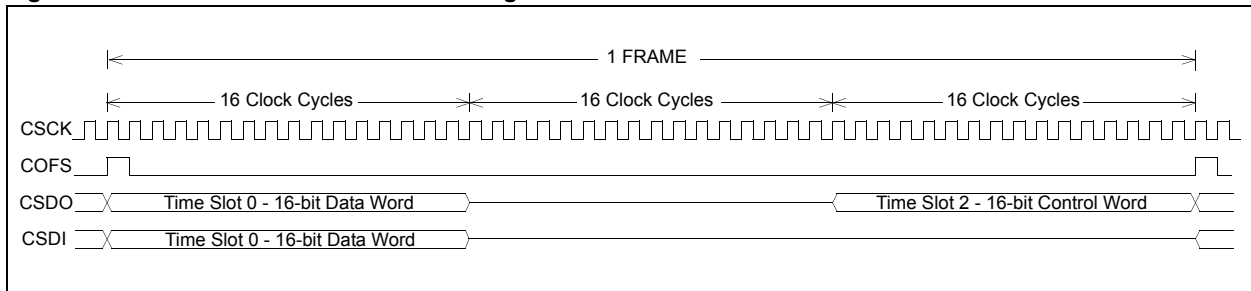 1 FRAME
16 Clock Cycles 16 Clock Cycles 16 Clock Cycles
CSCK
COFS
CSDO Time Slot 0 - 16-bit Data Word Time Slot 2 - 16-bit Control Word
CSDI Time Slot 0 - 16-bit Data Word